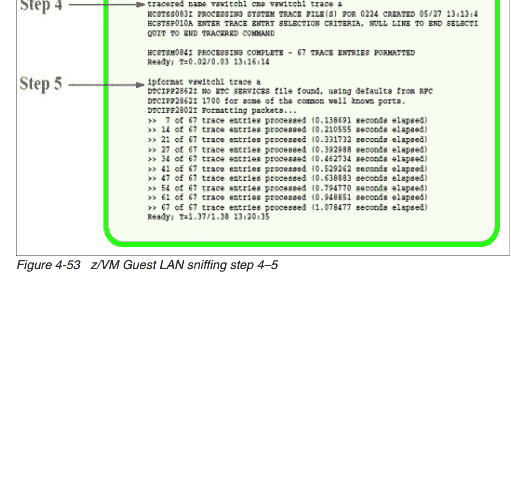 Step 4
tracered name vswitch1 cms vswitch1 trace a
HCSTSM083I PROCESSING SYSTEM TRACE FILE(S) FOR 0224 CREATED 05/27 13:13:4
HCSTSP010A ENTER TRACE ENTRY SELECTION CRITERIA, NULL LINE TO END SELECTI
QUIT TO END TRACERED COMMAND
HCSTSM084I PROCESSING COMPLETE - 67 TRACE ENTRIES FORMATTED
Ready; T=0.02/0.03 13:16:14
Step 5
ipformat vswitch1 trace a
DTCIPP2862I No ETC SERVICES file found, using defaults from RFC
DTCIPP2862I 1700 for some of the common well known ports.
DTCIPP2802I Formatting packets...
>> 7 of 67 trace entries processed (0.138691 seconds elapsed)
>> 14 of 67 trace entries processed (0.210555 seconds elapsed)
>> 21 of 67 trace entries processed (0.331732 seconds elapsed)
>> 27 of 67 trace entries processed (0.392988 seconds elapsed)
>> 34 of 67 trace entries processed (0.462734 seconds elapsed)
>> 41 of 67 trace entries processed (0.529262 seconds elapsed)
>> 47 of 67 trace entries processed (0.638883 seconds elapsed)
>> 54 of 67 trace entries processed (0.794770 seconds elapsed)
>> 61 of 67 trace entries processed (0.948851 seconds elapsed)
>> 67 of 67 trace entries processed (1.078477 seconds elapsed)
Ready; T=1.37/1.38 13:20:35
Figure 4-53 z/VM Guest LAN sniffing step 4–5